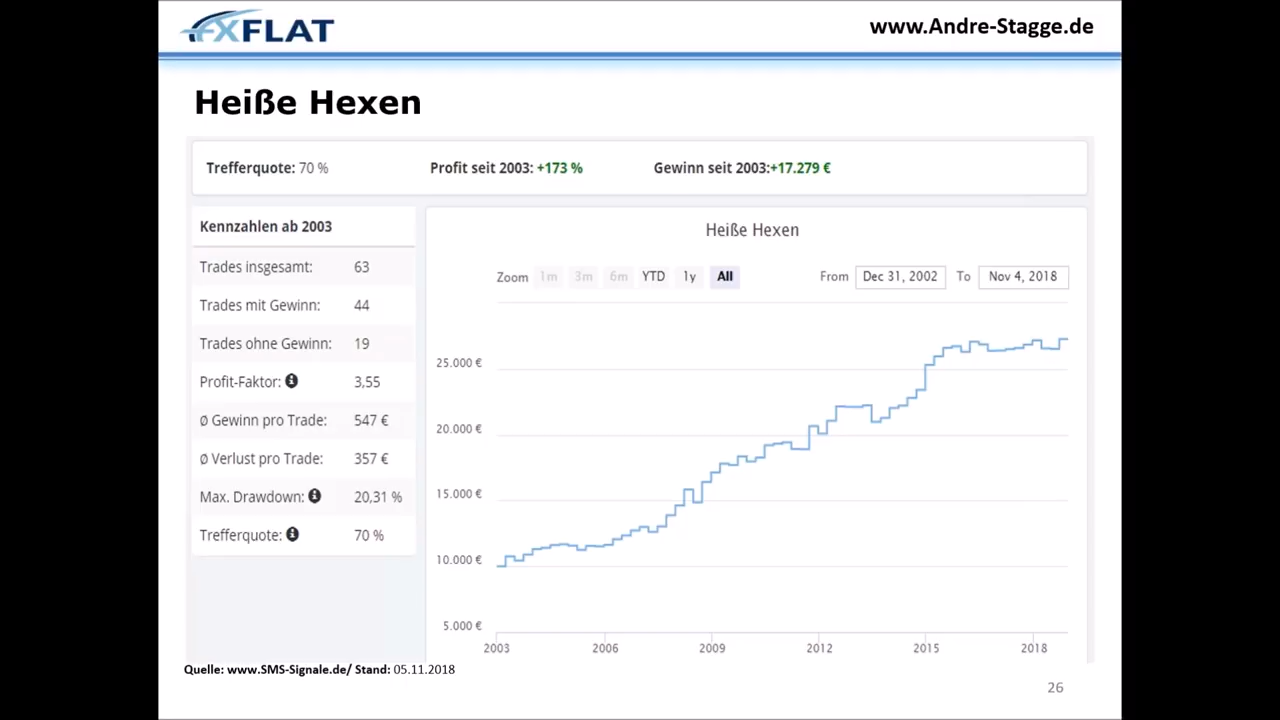 FXFLAT
www.Andre-Stagge.de
Heiße Hexen
Trefferquote: 70 %
Profit seit 2003: +173 %
Gewinn seit 2003:+17.279 €
Kennzahlen ab 2003
Trades insgesamt: 63
Trades mit Gewinn: 44
Trades ohne Gewinn: 19
Profit-Faktor: 3,55
Ø Gewinn pro Trade: 547 €
Ø Verlust pro Trade: 357 €
Max. Drawdown: 20,31 %
Trefferquote: 70 %
Heiße Hexen
Zoom 1m 3m 6m YTD 1y All
From Dec 31, 2002 To Nov 4, 2018
25.000 €
20.000 €
15.000 €
10.000 €
5.000 €
2003 2006 2009 2012 2015 2018
Quelle: www.SMS-Signale.de/ Stand: 05.11.2018
26